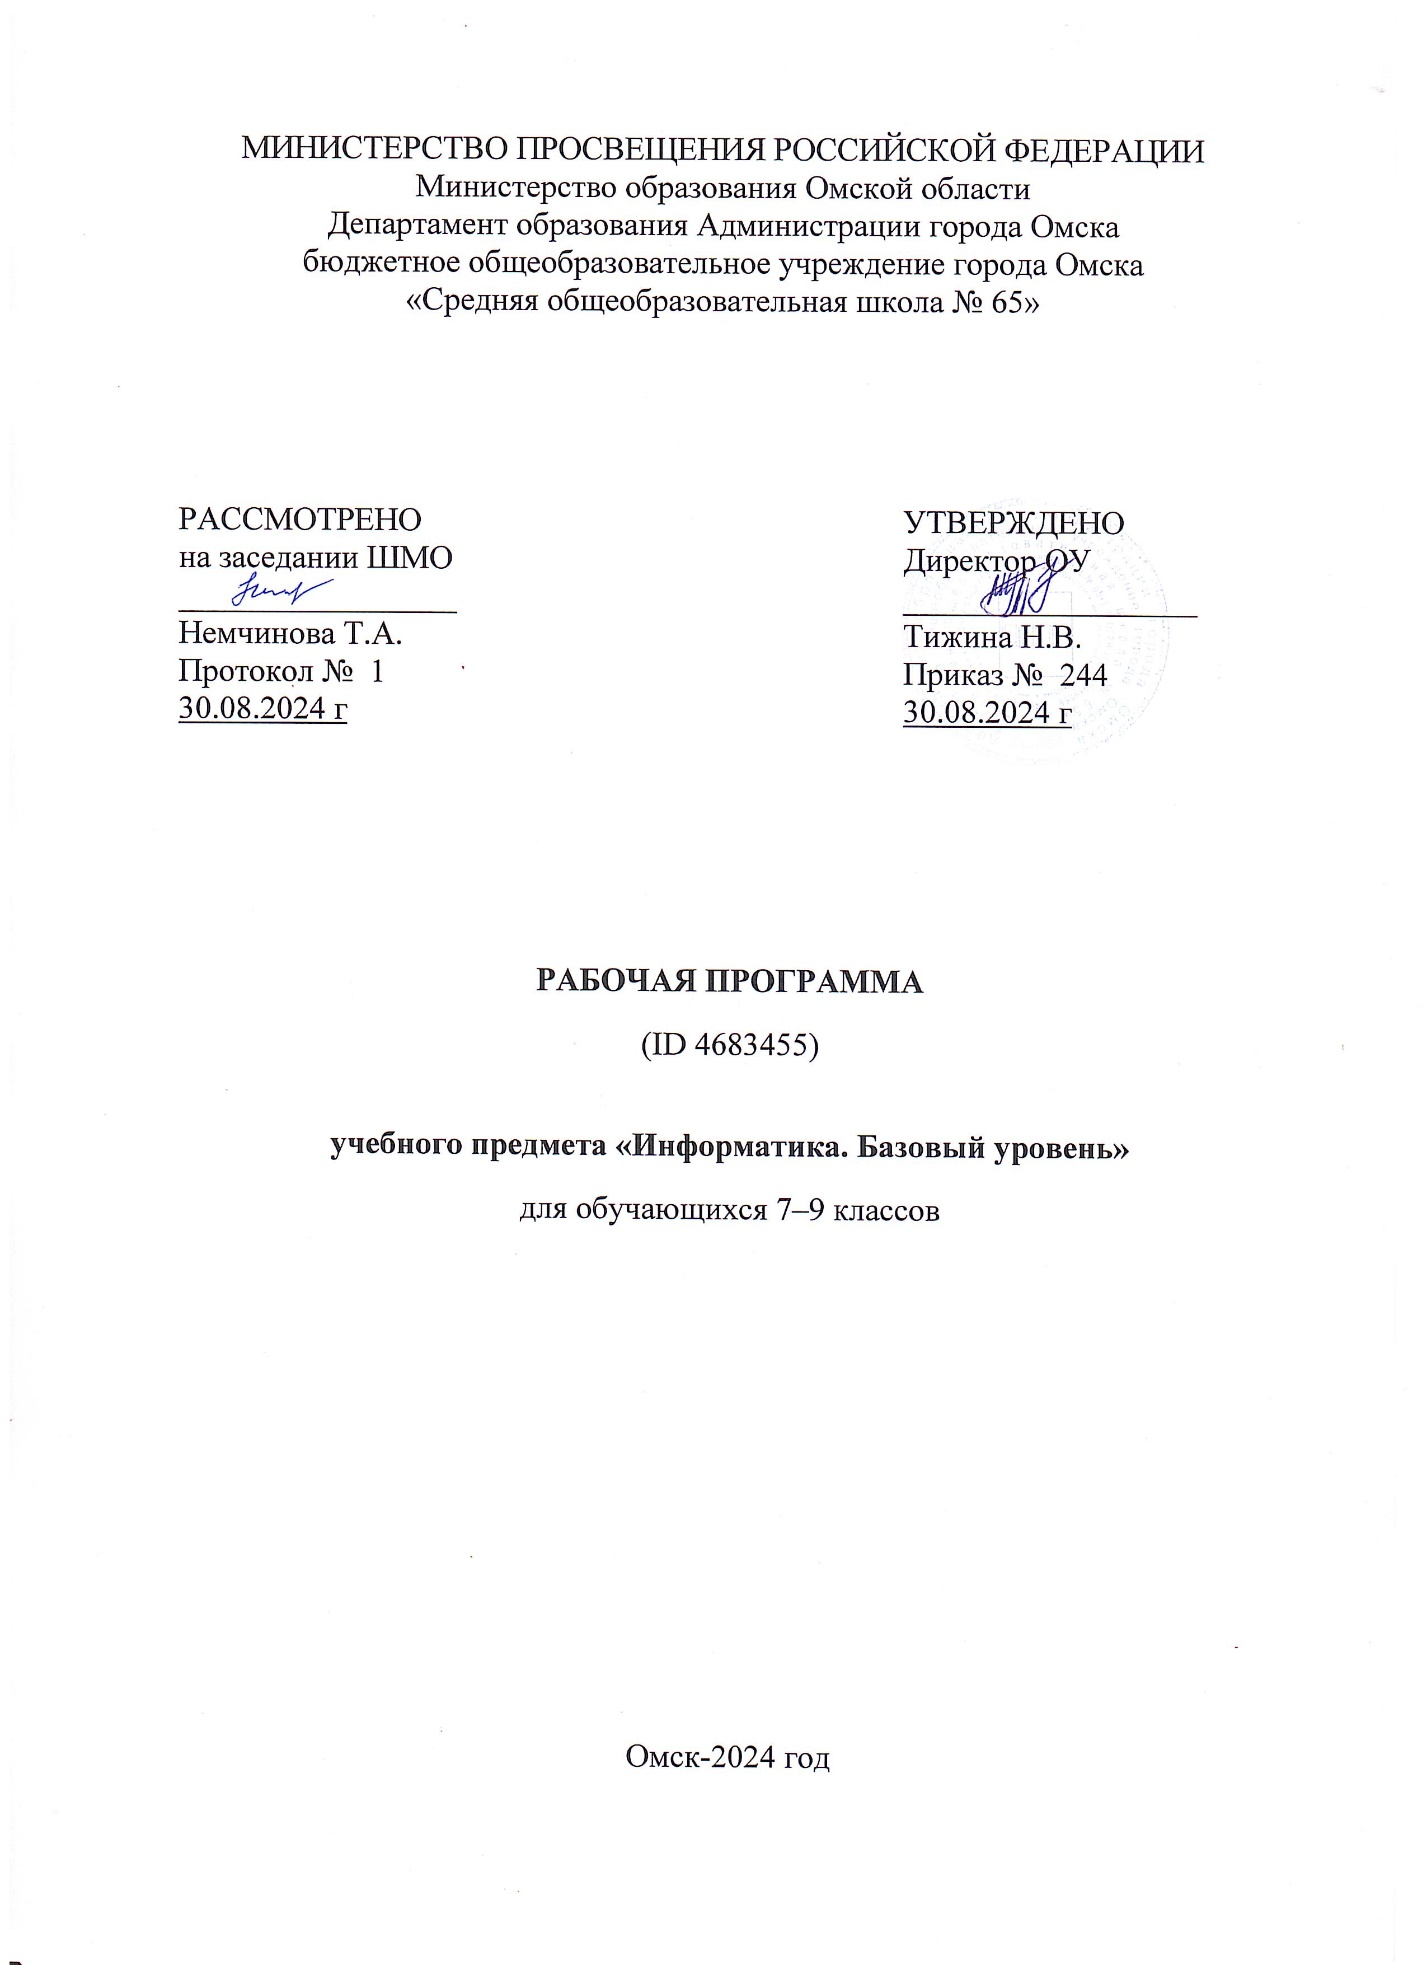 МИНИСТЕРСТВО ПРОСВЕЩЕНИЯ РОССИЙСКОЙ ФЕДЕРАЦИИ
Министерство образования Омской области
Департамент образования Администрации города Омска
бюджетное общеобразовательное учреждение города Омска
«Средняя общеобразовательная школа № 65»
РАССМОТРЕНО
на заседании ШМО
Немчинова Т.А.
Протокол № 1
30.08.2024 г
УТВЕРЖДЕНО
Директор ОУ
Тижина Н.В.
Приказ № 244
30.08.2024 г
РАБОЧАЯ ПРОГРАММА
(ID 4683455)
учебного предмета «Информатика. Базовый уровень»
для обучающихся 7–9 классов
Омск-2024 год